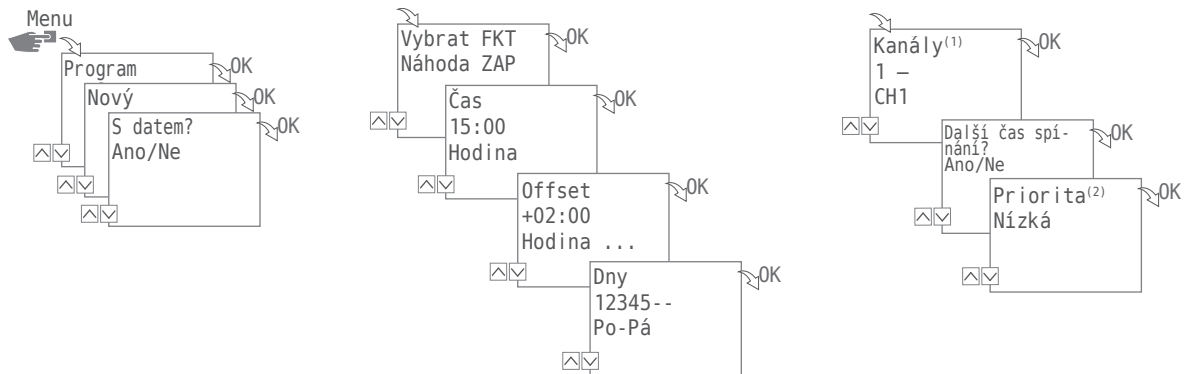 Menu
Program
OK
Nový
OK
S datem?
Ano/Ne
OK
Vybrat FKT
Náhoda ZAP
OK
Čas
15:00
Hodina
OK
Offset
+02:00
Hodina ...
OK
Dny
12345--
Po-Pá
OK
Kanály(1)
1 –
CH1
OK
Další čas spí-
nání?
Ano/Ne
OK
Priorita(2)
Nízká
OK